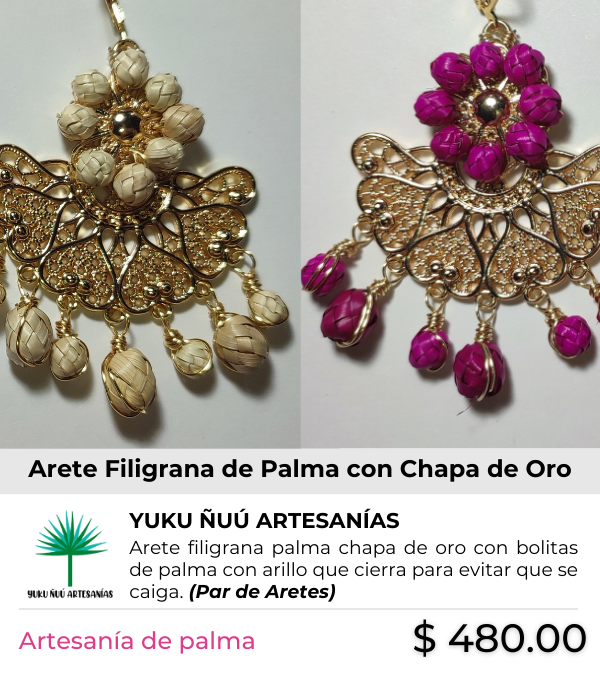 Arete Filigrana de Palma con Chapa de Oro
YUKU ÑUÚ ARTESANÍAS
Arete filigrana palma chapa de oro con bolitas
de palma con arillo que cierra para evitar que se
caiga. (Par de Aretes)
YUKU ÑUÚ ARTESANÍAS
Artesanía de palma
$ 480.00